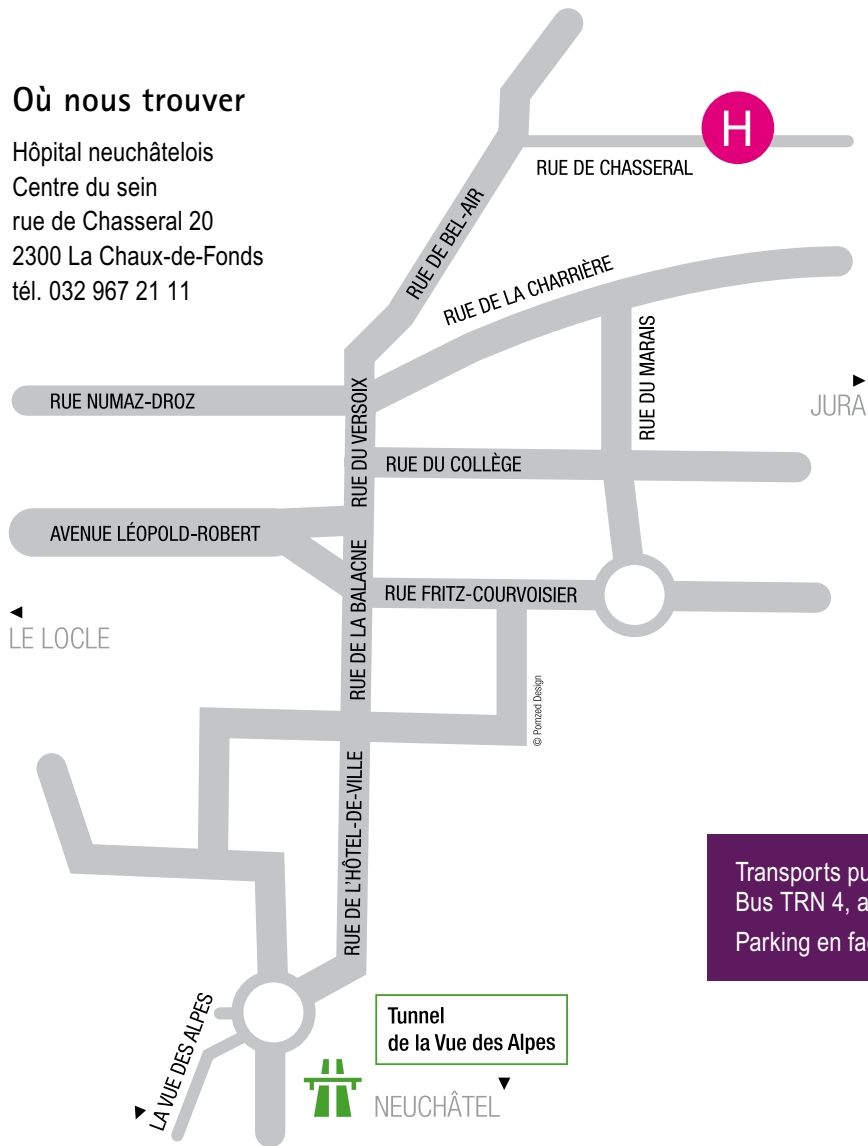 Où nous trouver
Hôpital neuchâtelois
Centre du sein
rue de Chasseral 20
2300 La Chaux-de-Fonds
tél. 032 967 21 11
H
RUE DE CHASSERAL
RUE DE BEL-AIR
RUE DE LA CHARRIÈRE
RUE DU MARAIS
JURA
RUE NUMAZ-DROZ
RUE DU VERSOIX
RUE DU COLLÈGE
AVENUE LÉOPOLD-ROBERT
RUE DE LA BALACNE
RUE FRITZ-COURVOISIER
LE LOCLE
© Pomzed Design
RUE DE L'HÔTEL-DE-VILLE
Transports
Bus TRN 4,
Parking en
LA VUE DES ALPES
Tunnel
de la Vue des Alpes
NEUCHÂTEL